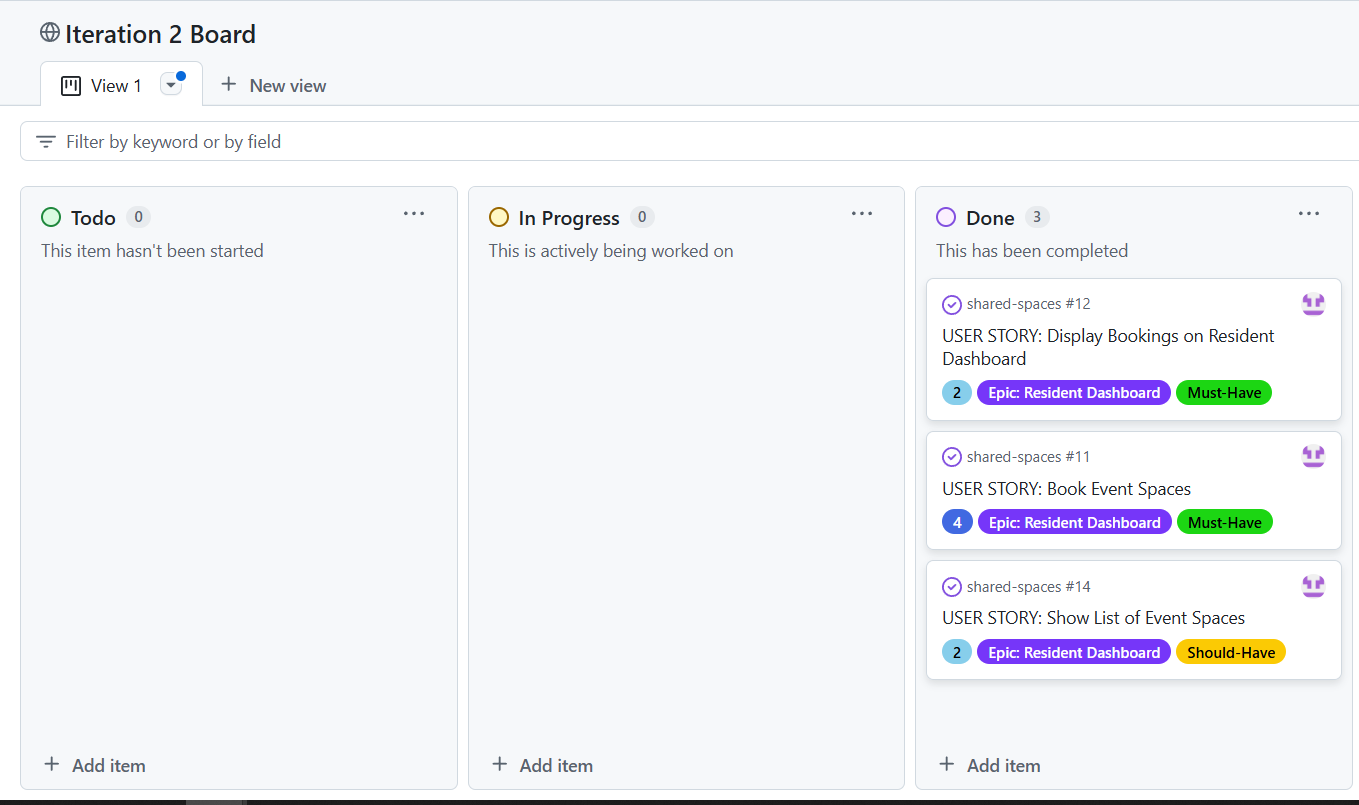 Iteration 2 Board
View 1
New view
Filter by keyword or by field
Todo 0
This item hasn't been started
Add item
In Progress 0
This is actively being worked on
Add item
Done 3
This has been completed
shared-spaces #12
USER STORY: Display Bookings on Resident
Dashboard
2 Epic: Resident Dashboard Must-Have
shared-spaces #11
USER STORY: Book Event Spaces
4 Epic: Resident Dashboard Must-Have
shared-spaces #14
USER STORY: Show List of Event Spaces
2 Epic: Resident Dashboard Should-Have
Add item